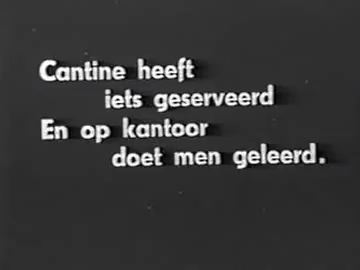 Cantine heeft
iets geserveerd
En op kantoor
doet men geleerd.